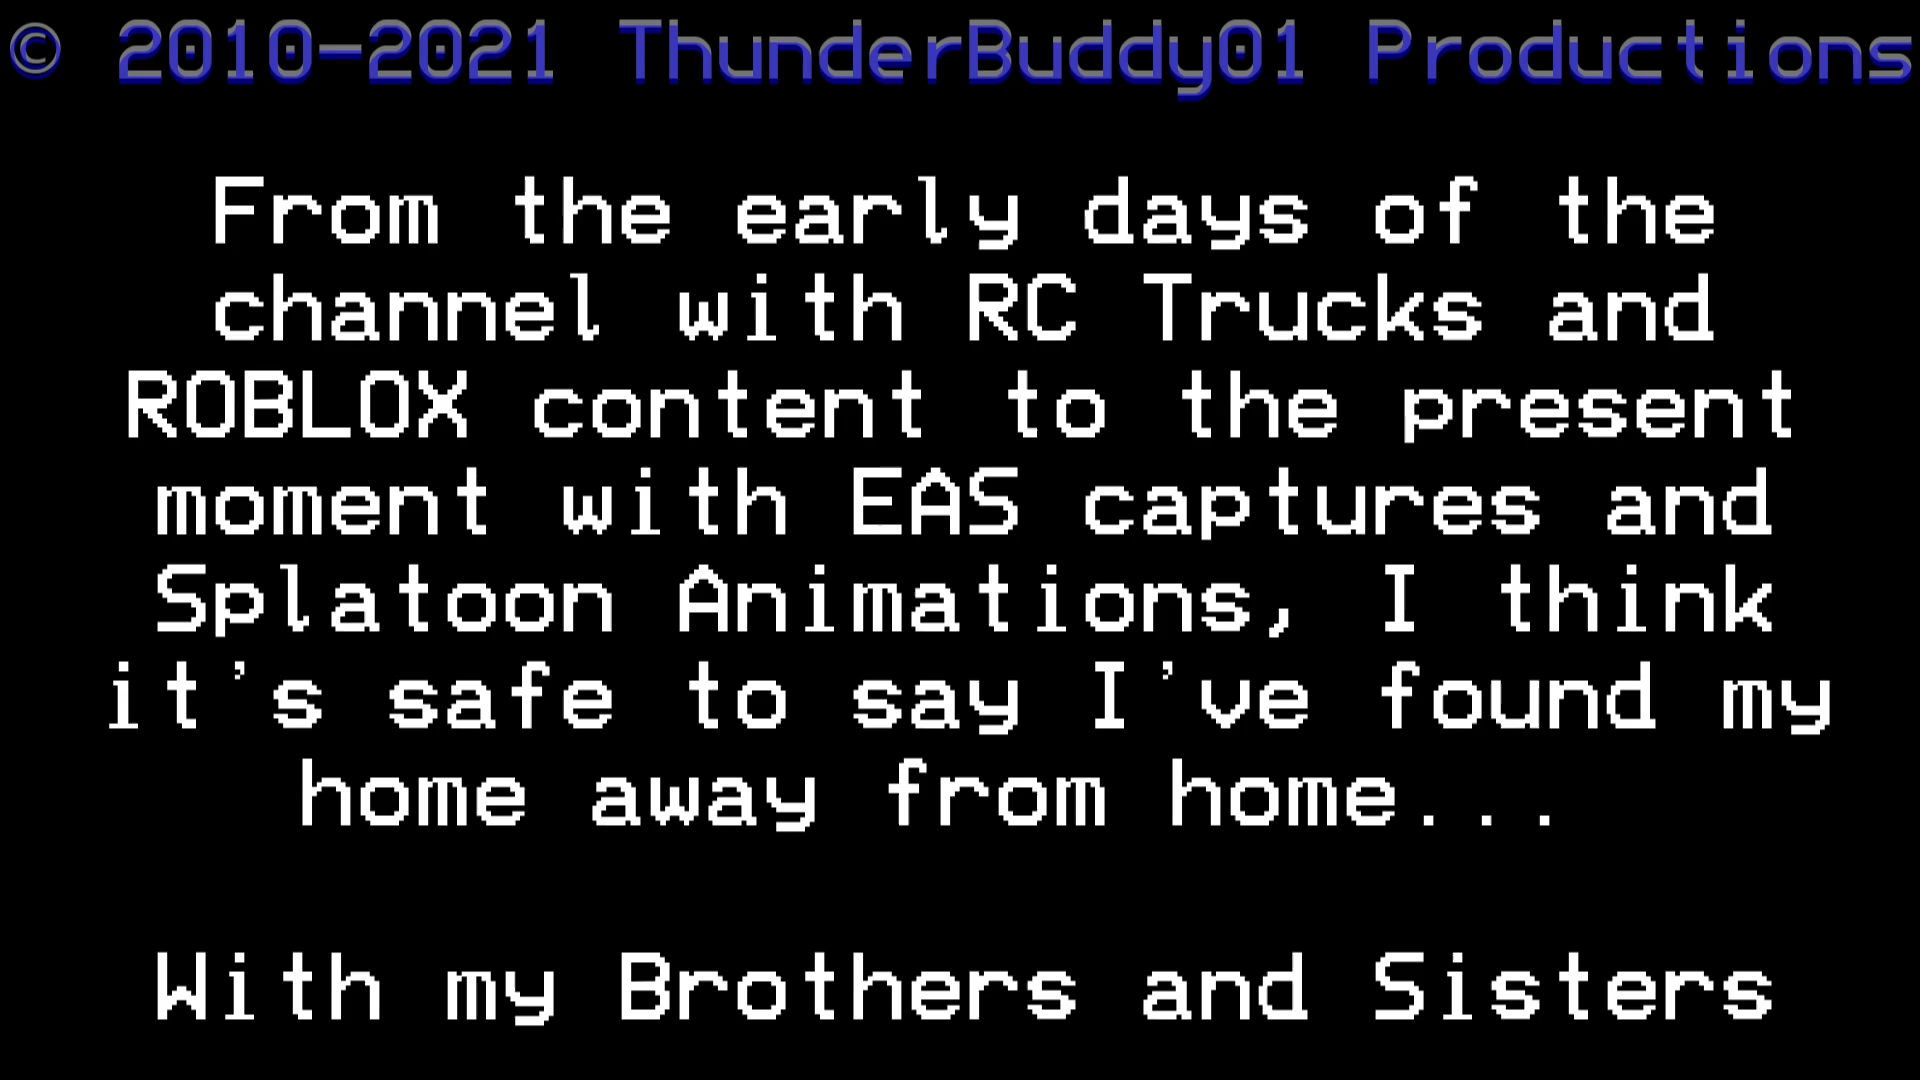 © 2010-2021 ThunderBuddy01 Productions
From the early days of the
channel with RC Trucks and
ROBLOX content to the present
moment with EAS captures and
Splatoon Animations, I think
it's safe to say I've found my
home away from home...
With my Brothers and Sisters